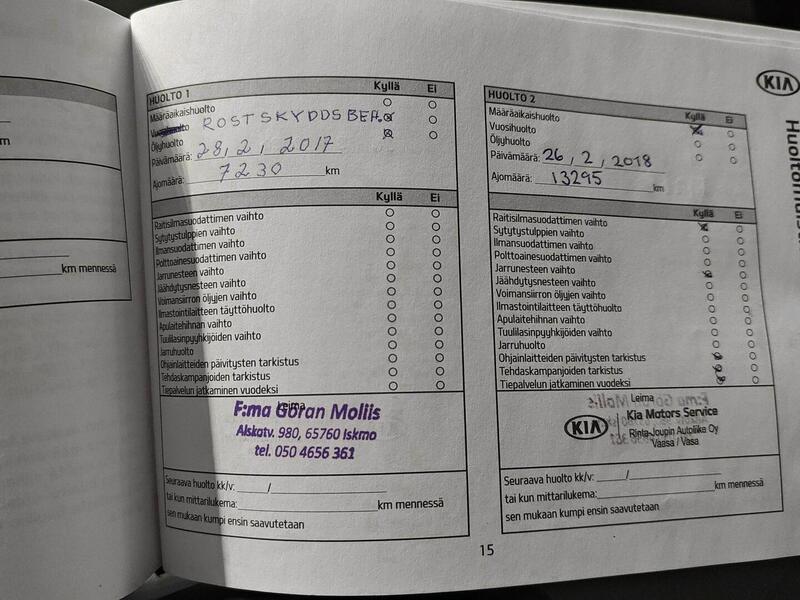 m
km mennessä
HUOLTO 1 Kyllä Ei
Määräaikaishuolto
Vuosihuolto ROSTSKYDDSBEH.
Öljyhuolto
Päivämäärä: 28, 2, 2017
Ajomäärä: 7230 km
Kyllä Ei
Raitisilmasuodattimen vaihto
Sytytystulppien vaihto
Ilmansuodattimen vaihto
Polttoainesuodattimen vaihto
Jarrunesteen vaihto
Jäähdytysnesteen vaihto
Voimansiirron öljyjen vaihto
Ilmastointilaitteen täyttöhuolto
Apulaitehihnan vaihto
Tuulilasinpyyhkijöiden vaihto
Jarruhuolto
Ohjainlaitteiden päivitysten tarkistus
Tehdaskampanjoiden tarkistus
Tiepalvelun jatkaminen vuodeksi
Leima
F:ma Göran Mollis
Alskatv. 980, 65760 Iskmo
tel. 050 4656 361
Seuraava huolto kk/v: /
tai kun mittarilukema: km mennessä
sen mukaan kumpi ensin saavutetaan
HUOLTO 2 Kyllä Ei
Määräaikaishuolto
Vuosihuolto
Öljyhuolto
Päivämäärä: 26, 2, 2018
Ajomäärä: 13295 km
Kyllä Ei
Raitisilmasuodattimen vaihto
Sytytystulppien vaihto
Ilmansuodattimen vaihto
Polttoainesuodattimen vaihto
Jarrunesteen vaihto
Jäähdytysnesteen vaihto
Voimansiirron öljyjen vaihto
Ilmastointilaitteen täyttöhuolto
Apulaitehihnan vaihto
Tuulilasinpyyhkijöiden vaihto
Jarruhuolto
Ohjainlaitteiden päivitysten tarkistus
Tehdaskampanjoiden tarkistus
Tiepalvelun jatkaminen vuodeksi
Leima
KIA Kia Motors Service
Rinta-Joupin Autoliike Oy
Vaasa / Vasa
Seuraava huolto kk/v: /
tai kun mittarilukema: km mennessä
sen mukaan kumpi ensin saavutetaan
15
KIA